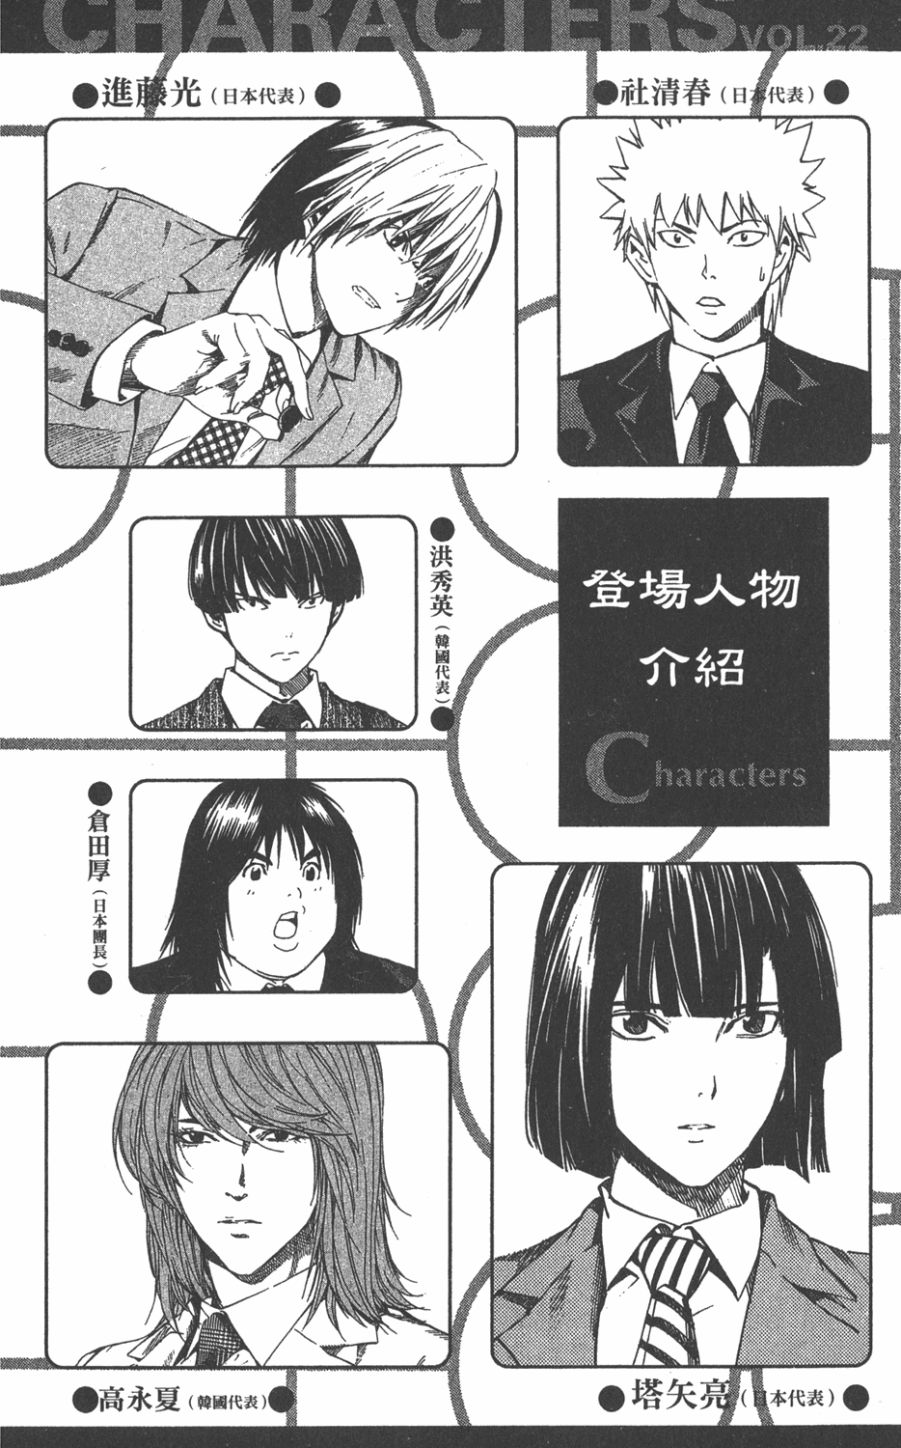 CHARACTERS VOL.22
●進藤光（日本代表）●
●社清春（日本代表）●
●洪秀英（韓國代表）●
登場人物
介紹
Characters
●倉田厚（日本團長）●
●高永夏（韓國代表）●
●塔矢亮（日本代表）●